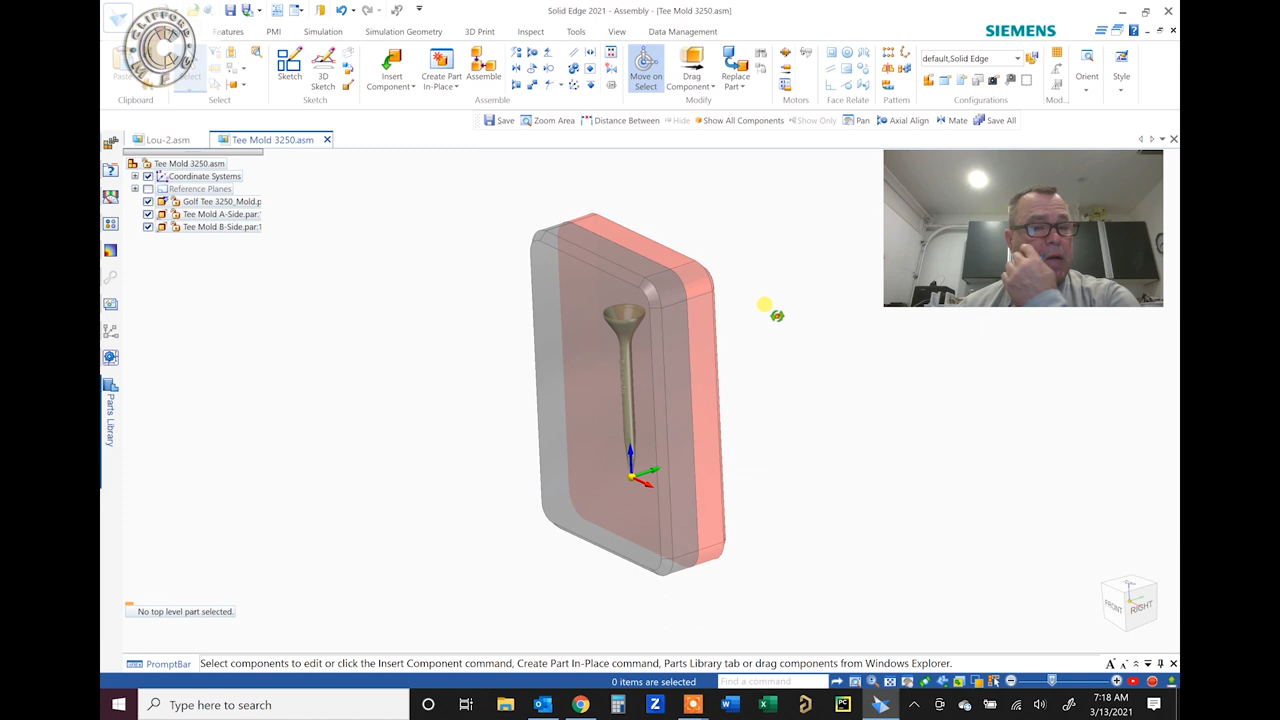 Solid Edge 2021 - Assembly - [Tee Mold 3250.asm]
Features PMI Simulation Simulation Geometry 3D Print Inspect Tools View Data Management
SIEMENS
CLIFFORD
Paste
Select
Sketch
3D Sketch
Insert Component
Create Part In-Place
Assemble
Move on Select
Drag Component
Replace Part
default,Solid Edge
Orient
Style
Clipboard Select Sketch Assemble Modify Motors Face Relate Pattern Configurations Mod...
Save Zoom Area Distance Between Hide Show All Components Show Only Pan Axial Align Mate Save All
Lou-2.asm Tee Mold 3250.asm
Tee Mold 3250.asm
Coordinate Systems
Reference Planes
Golf Tee 3250_Mold.p
Tee Mold A-Side.par:
Tee Mold B-Side.par:1
Parts Library
FRONT RIGHT
No top level part selected.
PromptBar Select components to edit or click the Insert Component command, Create Part In-Place command, Parts Library tab or drag components from Windows Explorer.
0 items are selected Find a command
Type here to search
7:18 AM
3/13/2021